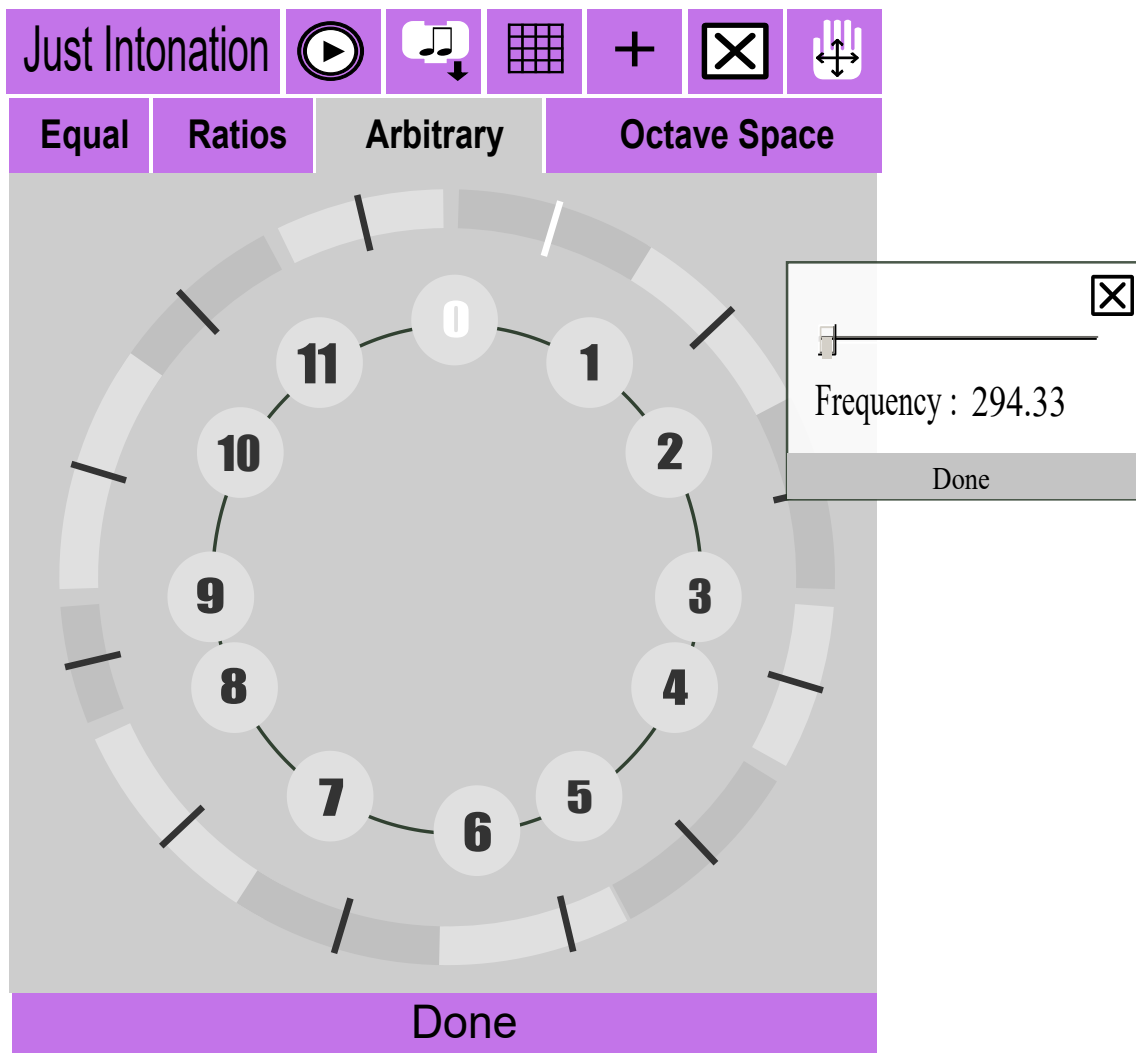 Just Intonation
Equal Ratios Arbitrary Octave Space
0
1
2
3
4
5
6
7
8
9
10
11
Frequency : 294.33
Done
Done